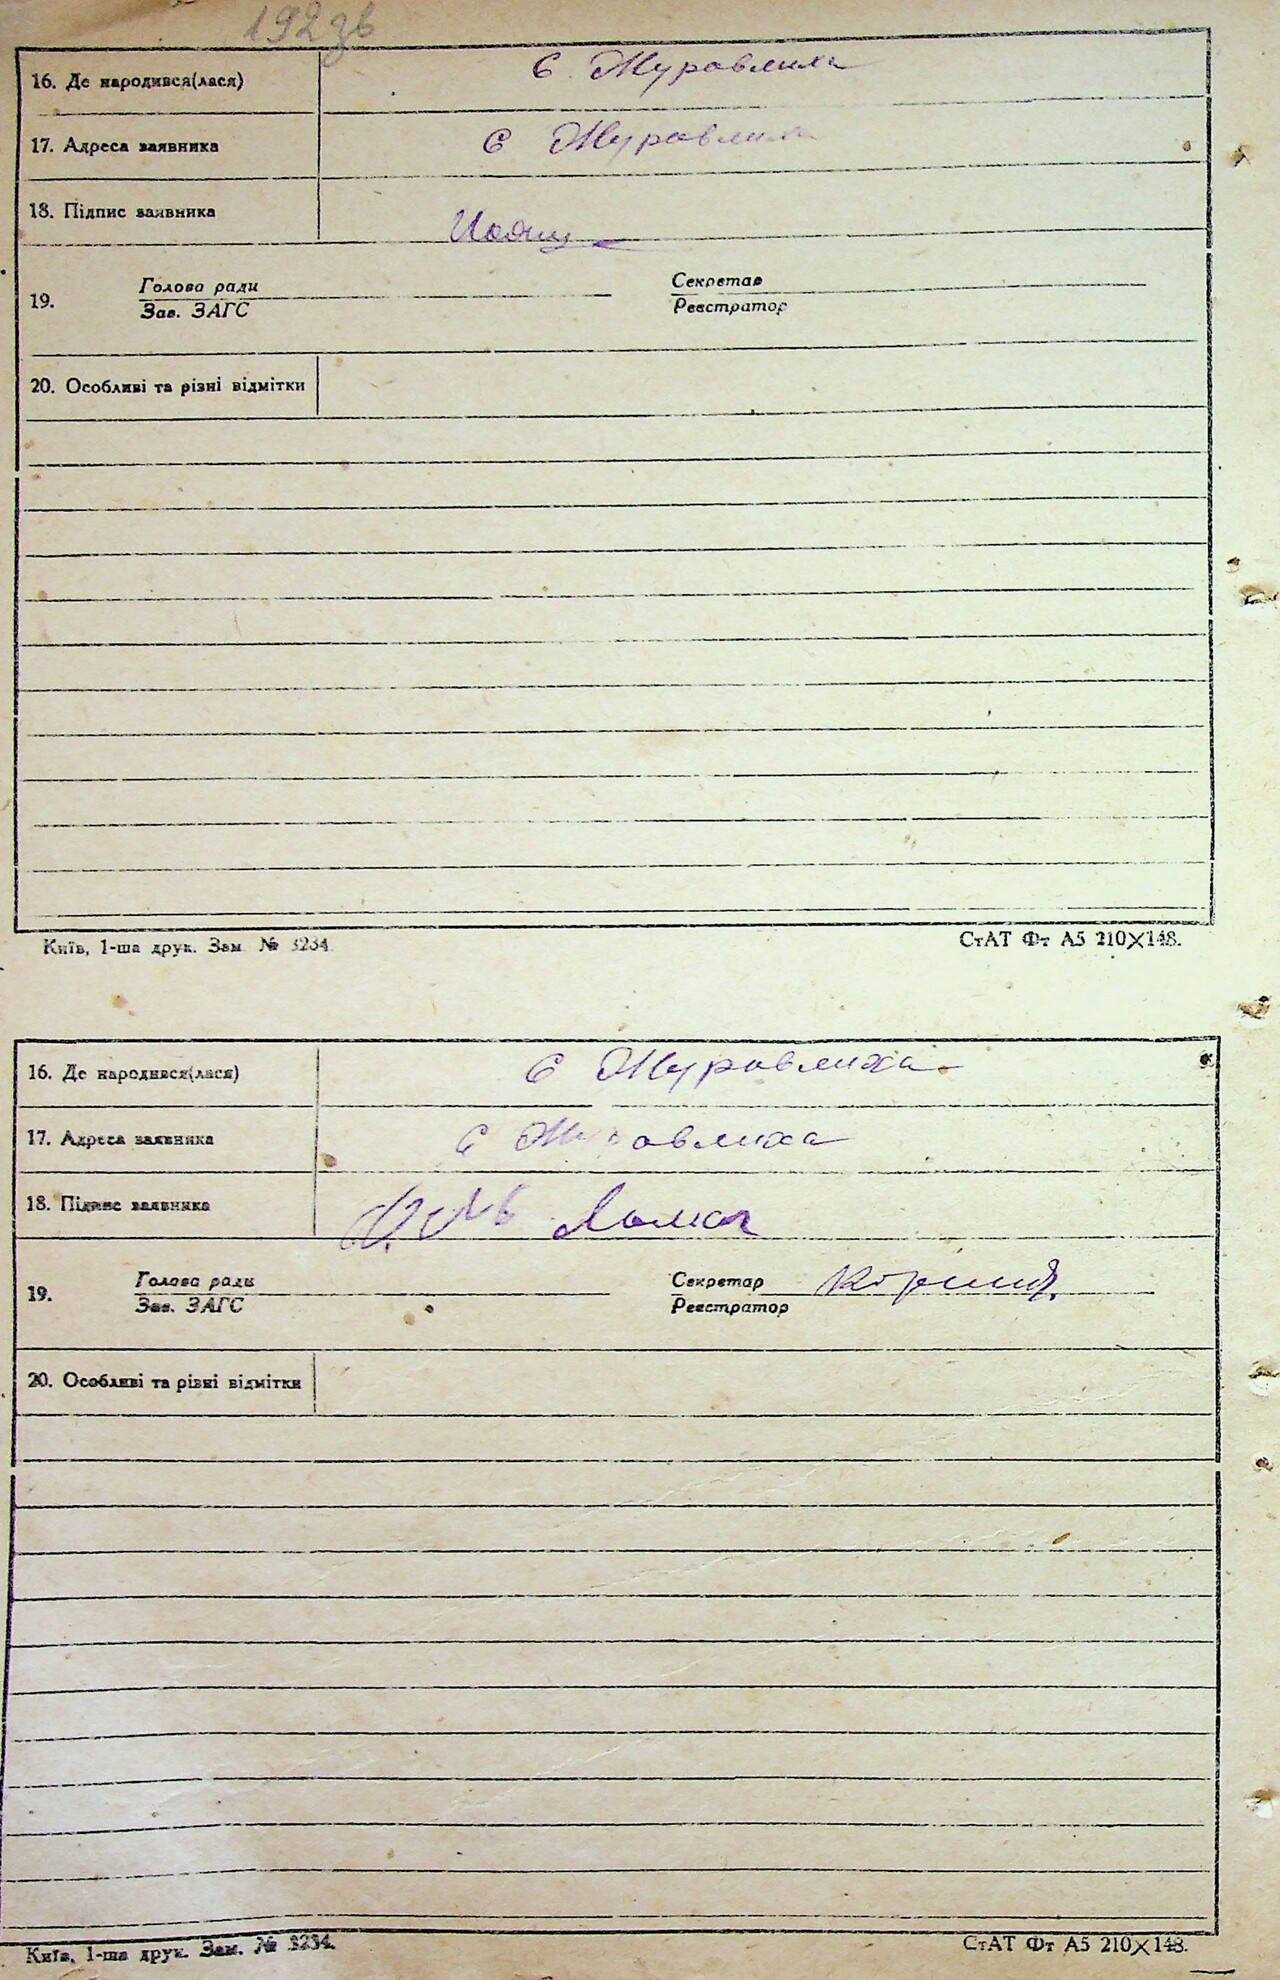 192зв
16. Де народився(лася) с. Журавлиха
17. Адреса заявника с Журавлиха
18. Підпис заявника
19. Голова ради Секретар
Зав. ЗАГС Реєстратор
20. Особливі та різні відмітки
Київ, 1-ша друк. Зам № 3234.
СтАТ Фт А5 210×148.
16. Де народився(лася) с Журавлиха
17. Адреса заявника с Журавлиха
18. Підпис заявника
19. Голова ради Секретар
Зав. ЗАГС Реєстратор
20. Особливі та різні відмітки
Київ, 1-ша друк. Зам. № 3234.
СтАТ Фт А5 210×148.